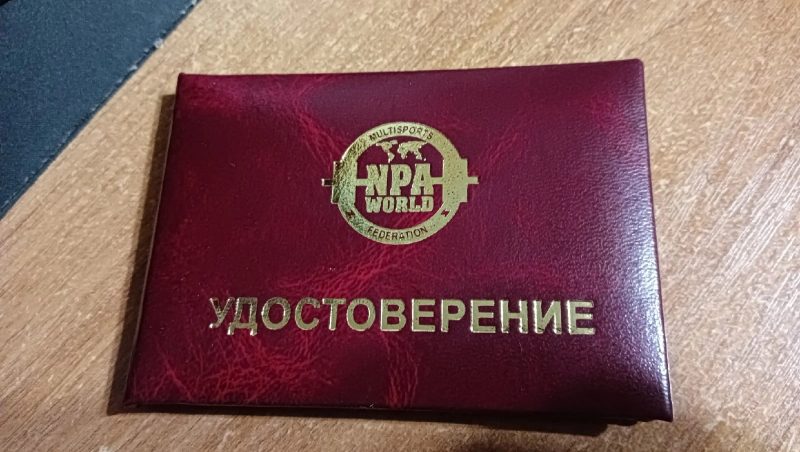 MULTISPORTS
NPA
WORLD
FEDERATION
УДОСТОВЕРЕНИЕ